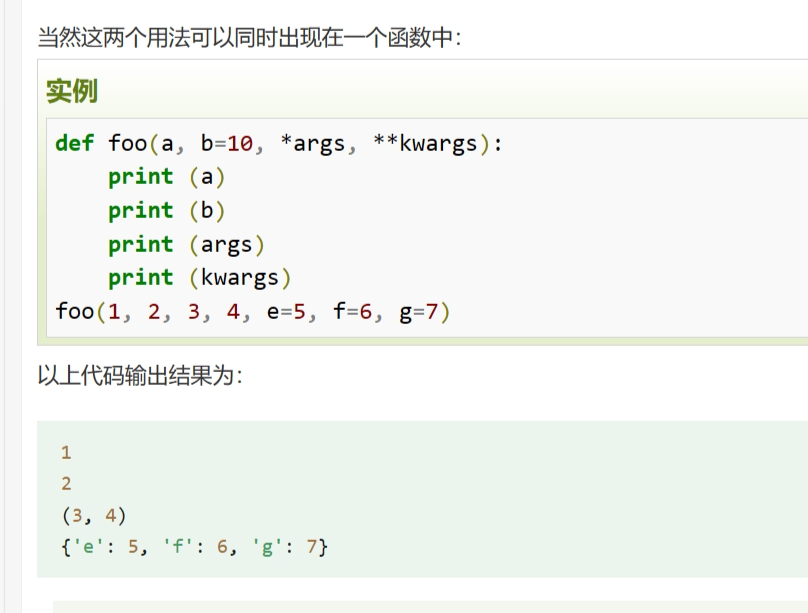 当然这两个用法可以同时出现在一个函数中：
实例
def foo(a, b=10, *args, **kwargs):
    print (a)
    print (b)
    print (args)
    print (kwargs)
foo(1, 2, 3, 4, e=5, f=6, g=7)
以上代码输出结果为：
1
2
(3, 4)
{'e': 5, 'f': 6, 'g': 7}